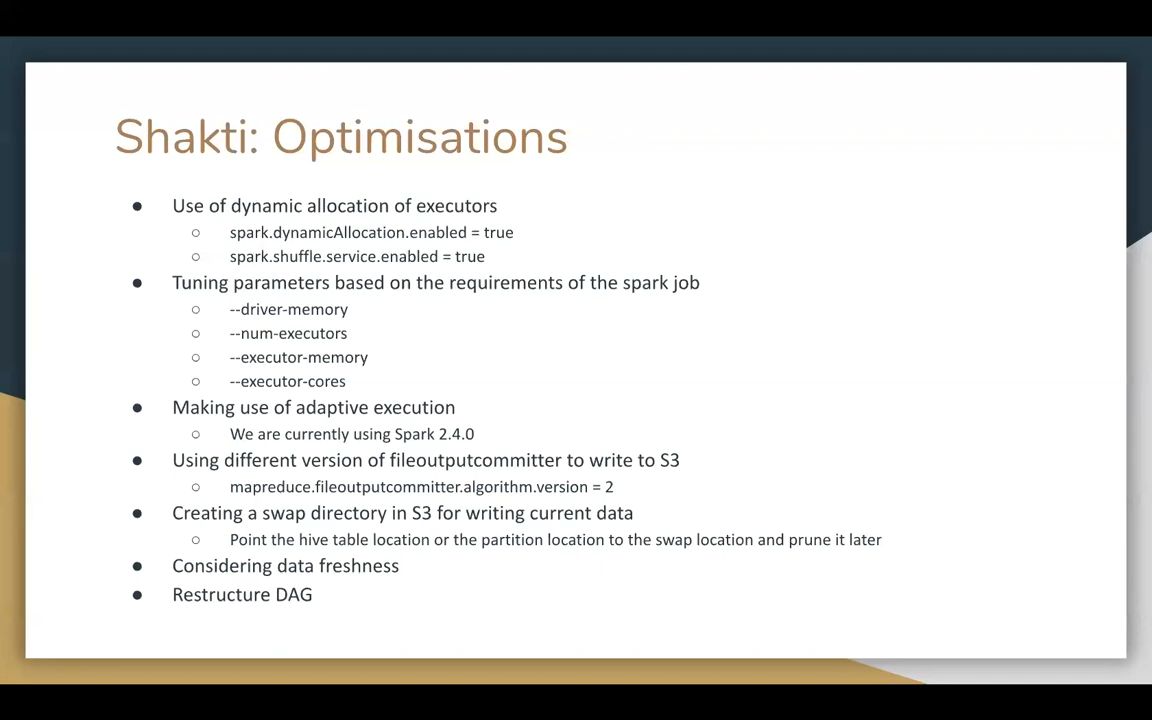 Shakti: Optimisations
● Use of dynamic allocation of executors
○ spark.dynamicAllocation.enabled = true
○ spark.shuffle.service.enabled = true
● Tuning parameters based on the requirements of the spark job
○ --driver-memory
○ --num-executors
○ --executor-memory
○ --executor-cores
● Making use of adaptive execution
○ We are currently using Spark 2.4.0
● Using different version of fileoutputcommitter to write to S3
○ mapreduce.fileoutputcommitter.algorithm.version = 2
● Creating a swap directory in S3 for writing current data
○ Point the hive table location or the partition location to the swap location and prune it later
● Considering data freshness
● Restructure DAG